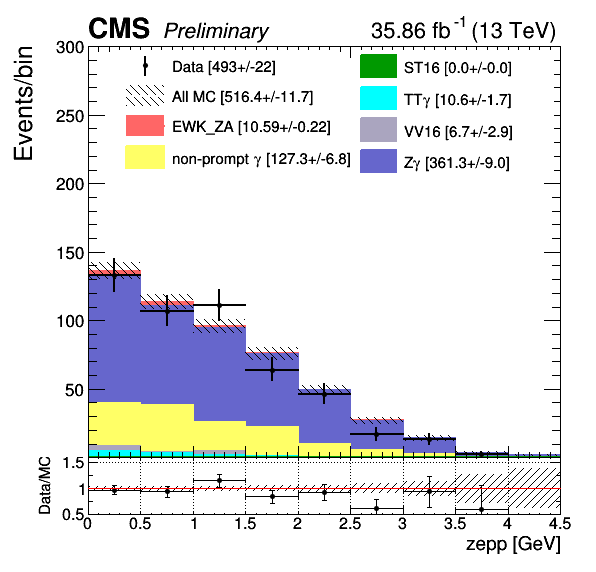 CMS Preliminary 35.86 fb⁻¹ (13 TeV)
Events/bin
300
250
200
150
100
50
Data [493+/-22]
All MC [516.4+/-11.7]
EWK_ZA [10.59+/-0.22]
non-prompt γ [127.3+/-6.8]
ST16 [0.0+/-0.0]
TTγ [10.6+/-1.7]
VV16 [6.7+/-2.9]
Zγ [361.3+/-9.0]
Data/MC
1.5
1
0.5
0 0.5 1 1.5 2 2.5 3 3.5 4 4.5
zepp [GeV]